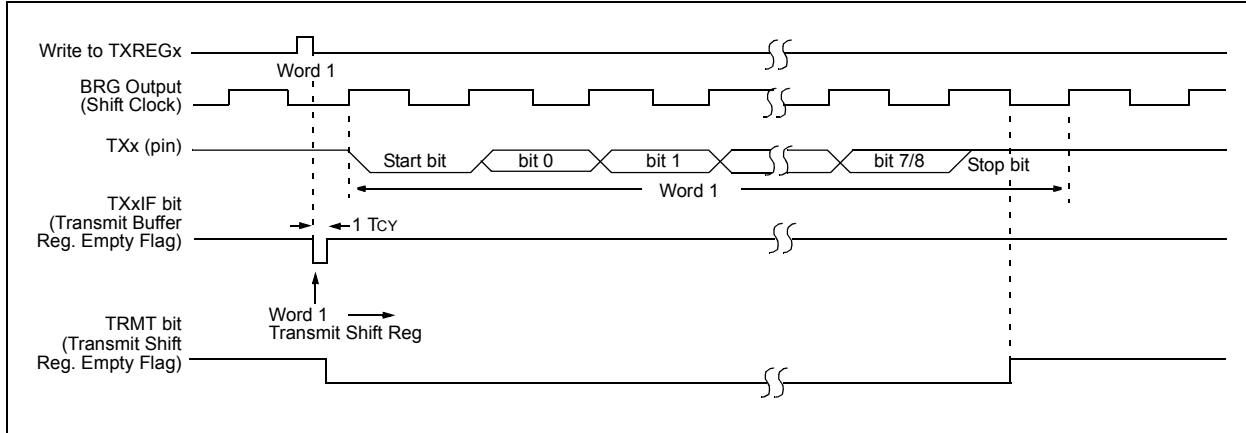 Write to TXREGx
Word 1
BRG Output
(Shift Clock)
TXx (pin)
Start bit
bit 0
bit 1
bit 7/8
Stop bit
Word 1
TXxIF bit
(Transmit Buffer
Reg. Empty Flag)
1 TCY
Word 1
Transmit Shift Reg
TRMT bit
(Transmit Shift
Reg. Empty Flag)